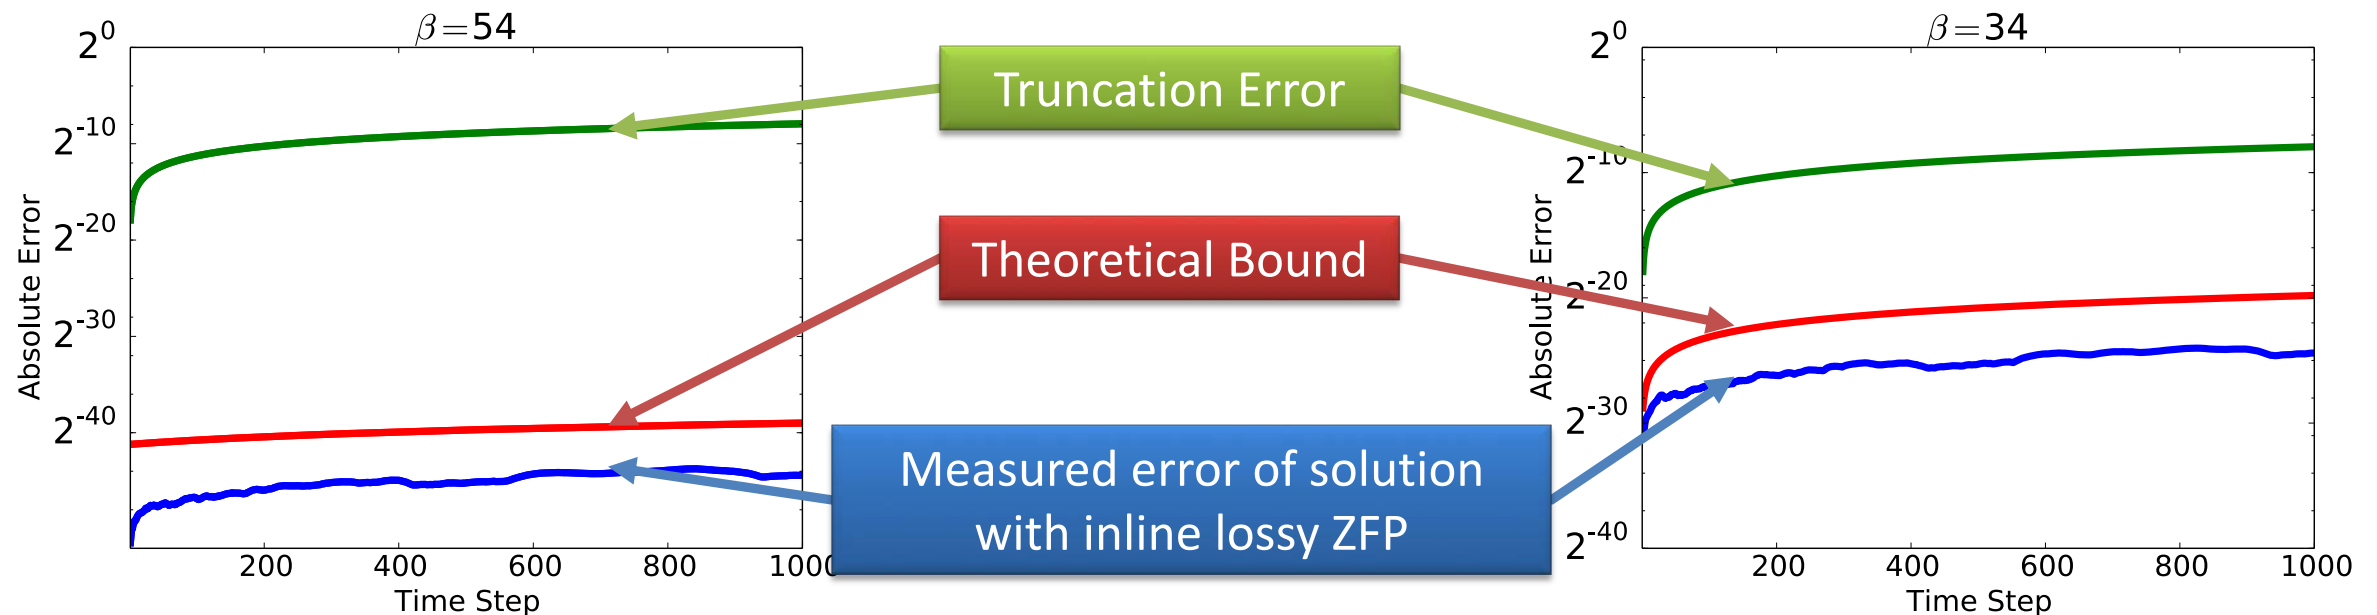 β=54
2^0
2^-10
2^-20
2^-30
2^-40
Absolute Error
200 400 600 800 1000
Time Step
Truncation Error
Theoretical Bound
Measured error of solution
with inline lossy ZFP
β=34
2^0
2^-10
2^-20
2^-30
2^-40
Absolute Error
200 400 600 800 1000
Time Step